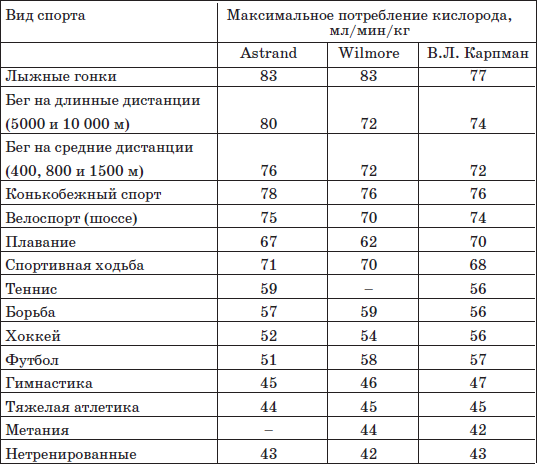 Вид спорта Максимальное потребление кислорода,
мл/мин/кг
Astrand Wilmore В.Л. Карпман
Лыжные гонки 83 83 77
Бег на длинные дистанции
(5000 и 10 000 м) 80 72 74
Бег на средние дистанции
(400, 800 и 1500 м) 76 72 72
Конькобежный спорт 78 76 76
Велоспорт (шоссе) 75 70 74
Плавание 67 62 70
Спортивная ходьба 71 70 68
Теннис 59 – 56
Борьба 57 59 56
Хоккей 52 54 56
Футбол 51 58 57
Гимнастика 45 46 47
Тяжелая атлетика 44 45 45
Метания – 44 42
Нетренированные 43 42 43